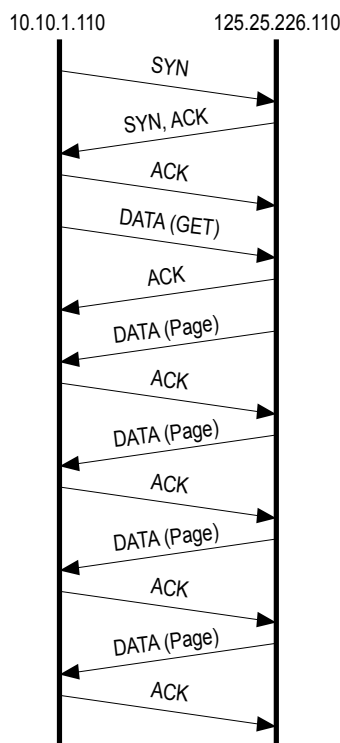 10.10.1.110 125.25.226.110
SYN
SYN, ACK
ACK
DATA (GET)
ACK
DATA (Page)
ACK
DATA (Page)
ACK
DATA (Page)
ACK
DATA (Page)
ACK